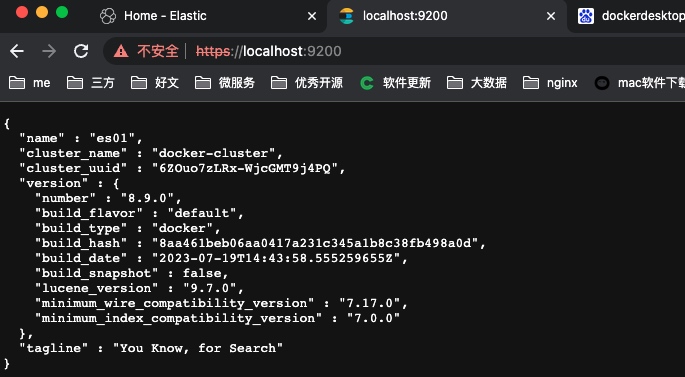 Home - Elastic
localhost:9200
dockerdesktop
不安全 | https://localhost:9200
me 三方 好文 微服务 优秀开源 软件更新 大数据 nginx mac软件下载
{
"name" : "es01",
"cluster_name" : "docker-cluster",
"cluster_uuid" : "6ZOuo7zLRx-WjcGMT9j4PQ",
"version" : {
"number" : "8.9.0",
"build_flavor" : "default",
"build_type" : "docker",
"build_hash" : "8aa461beb06aa0417a231c345a1b8c38fb498a0d",
"build_date" : "2023-07-19T14:43:58.555259655Z",
"build_snapshot" : false,
"lucene_version" : "9.7.0",
"minimum_wire_compatibility_version" : "7.17.0",
"minimum_index_compatibility_version" : "7.0.0"
},
"tagline" : "You Know, for Search"
}